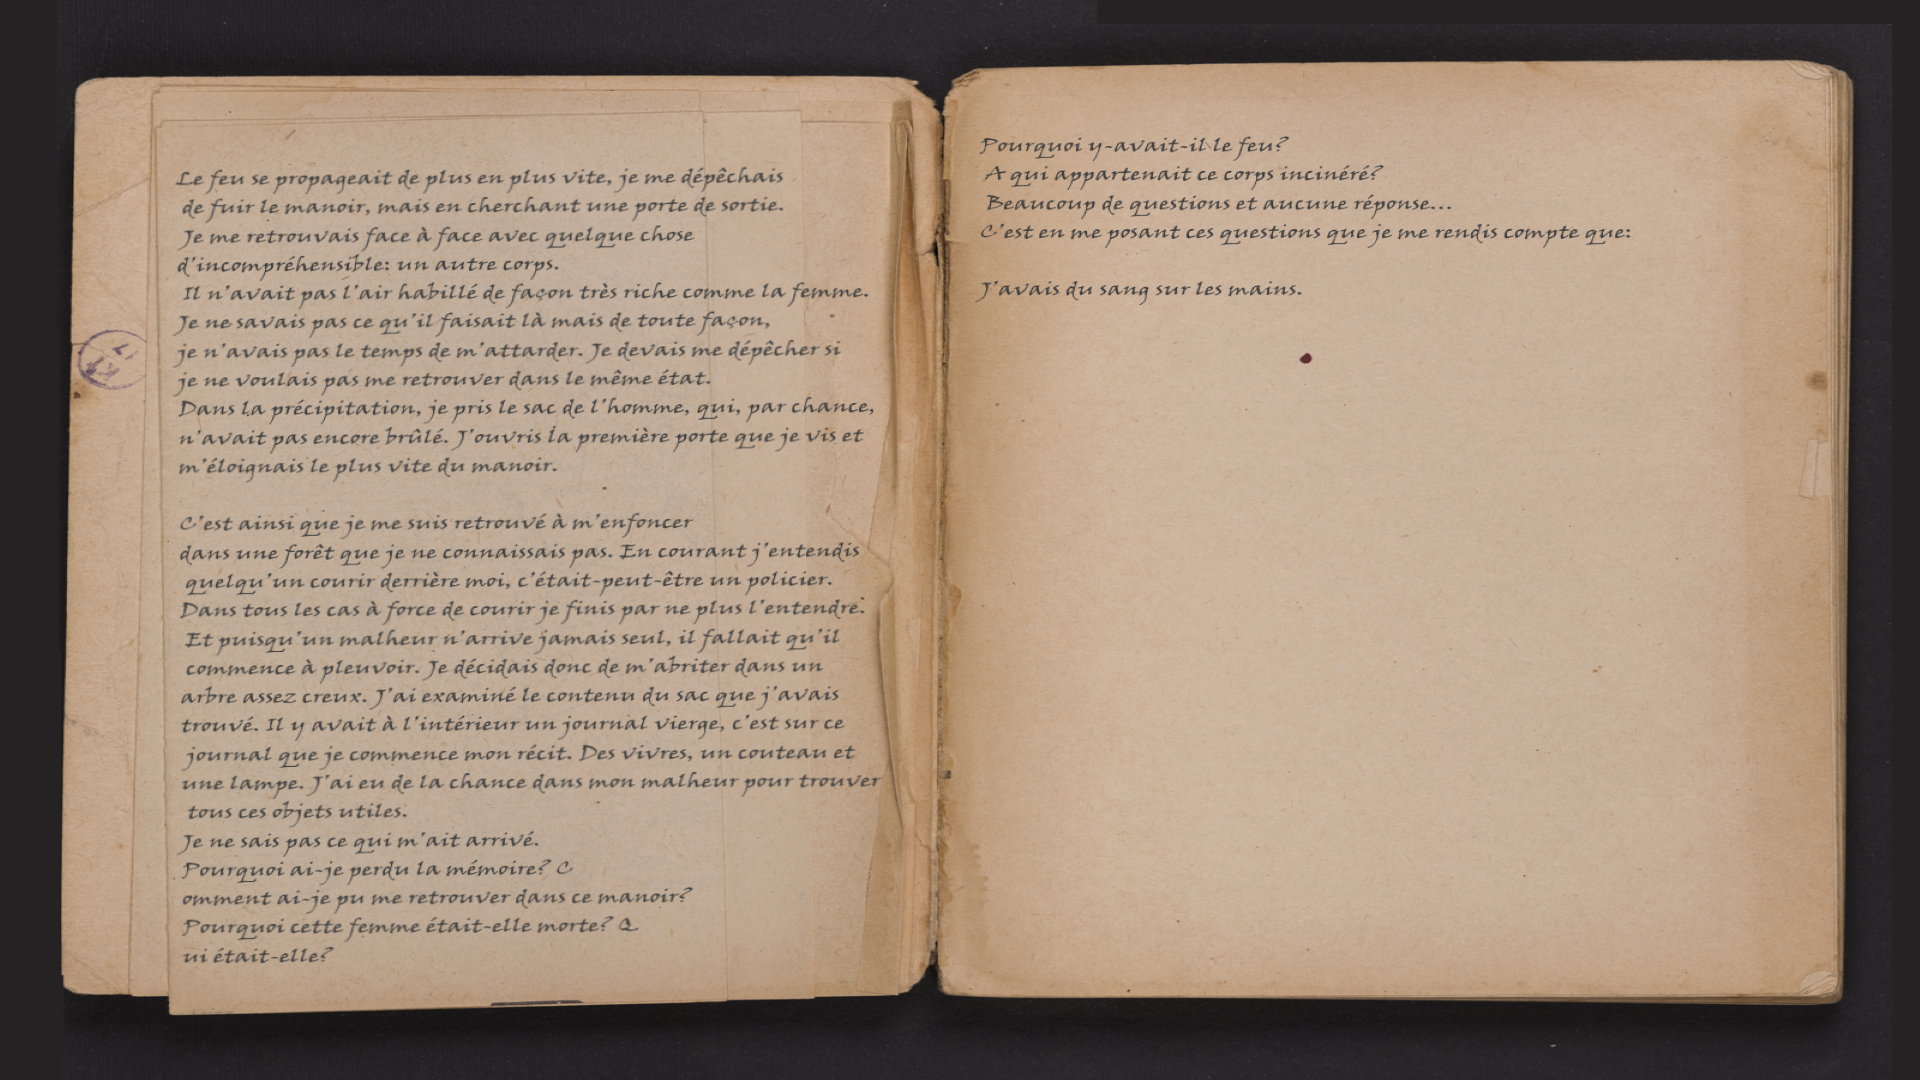 Le feu se propageait de plus en plus vite, je me dépêchais
de fuir le manoir, mais en cherchant une porte de sortie.
Je me retrouvais face à face avec quelque chose
d'incompréhensible: un autre corps.
Il n'avait pas l'air habillé de façon très riche comme la femme.
Je ne savais pas ce qu'il faisait là mais de toute façon,
je n'avais pas le temps de m'attarder. Je devais me dépêcher si
je ne voulais pas me retrouver dans le même état.
Dans la précipitation, je pris le sac de l'homme, qui, par chance,
n'avait pas encore brûlé. J'ouvris la première porte que je vis et
m'éloignais le plus vite du manoir.
C'est ainsi que je me suis retrouvé à m'enfoncer
dans une forêt que je ne connaissais pas. En courant j'entendis
quelqu'un courir derrière moi, c'était-peut-être un policier.
Dans tous les cas à force de courir je finis par ne plus l'entendre.
Et puisqu'un malheur n'arrive jamais seul, il fallait qu'il
commence à pleuvoir. Je décidais donc de m'abriter dans un
arbre assez creux. J'ai examiné le contenu du sac que j'avais
trouvé. Il y avait à l'intérieur un journal vierge, c'est sur ce
journal que je commence mon récit. Des vivres, un couteau et
une lampe. J'ai eu de la chance dans mon malheur pour trouver
tous ces objets utiles.
Je ne sais pas ce qui m'ait arrivé.
Pourquoi ai-je perdu la mémoire? C
omment ai-je pu me retrouver dans ce manoir?
Pourquoi cette femme était-elle morte? Q
ui était-elle?
Pourquoi y-avait-il le feu?
A qui appartenait ce corps incinéré?
Beaucoup de questions et aucune réponse...
C'est en me posant ces questions que je me rendis compte que:
J'avais du sang sur les mains.